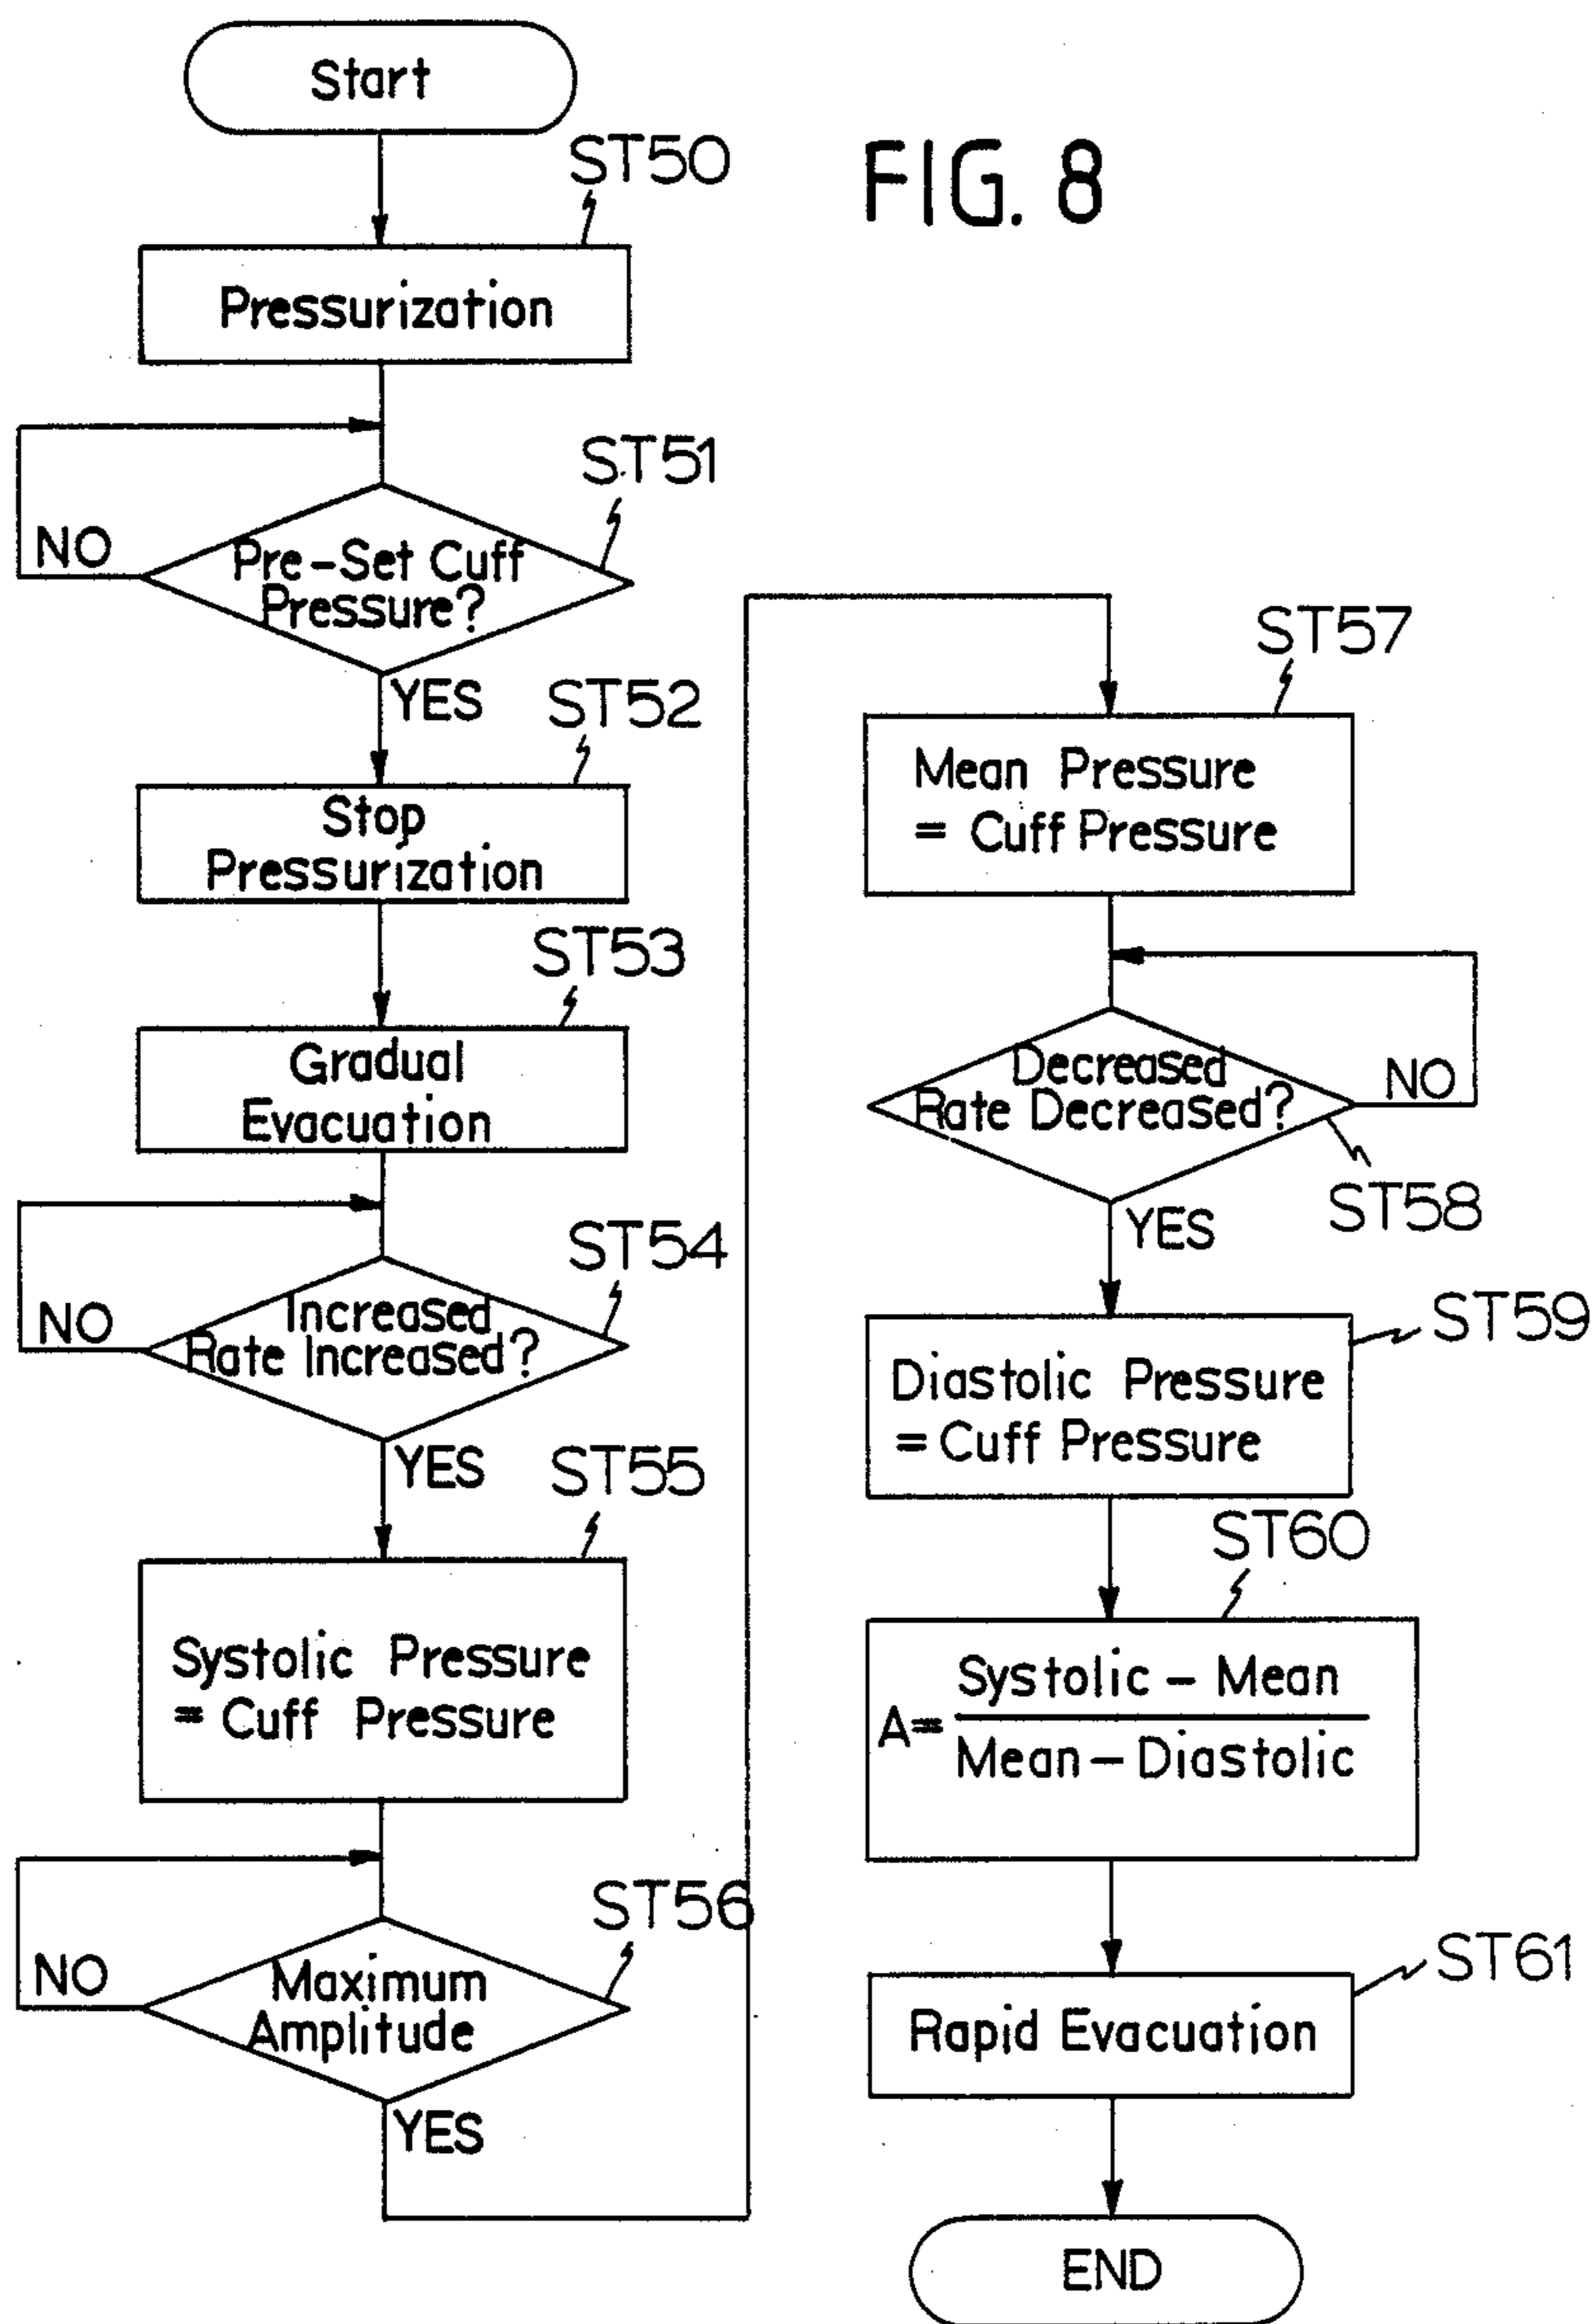 Start
FIG. 8
ST50
Pressurization
ST51
NO
Pre-Set Cuff
Pressure?
YES
ST52
Stop
Pressurization
ST53
Gradual
Evacuation
ST54
NO
Increased
Rate Increased?
YES
ST55
Systolic Pressure
= Cuff Pressure
ST56
NO
Maximum
Amplitude
YES
ST57
Mean Pressure
= Cuff Pressure
Decreased
Rate Decreased?
NO
ST58
YES
ST59
Diastolic Pressure
= Cuff Pressure
ST60
Systolic - Mean
A=
Mean - Diastolic
ST61
Rapid Evacuation
END